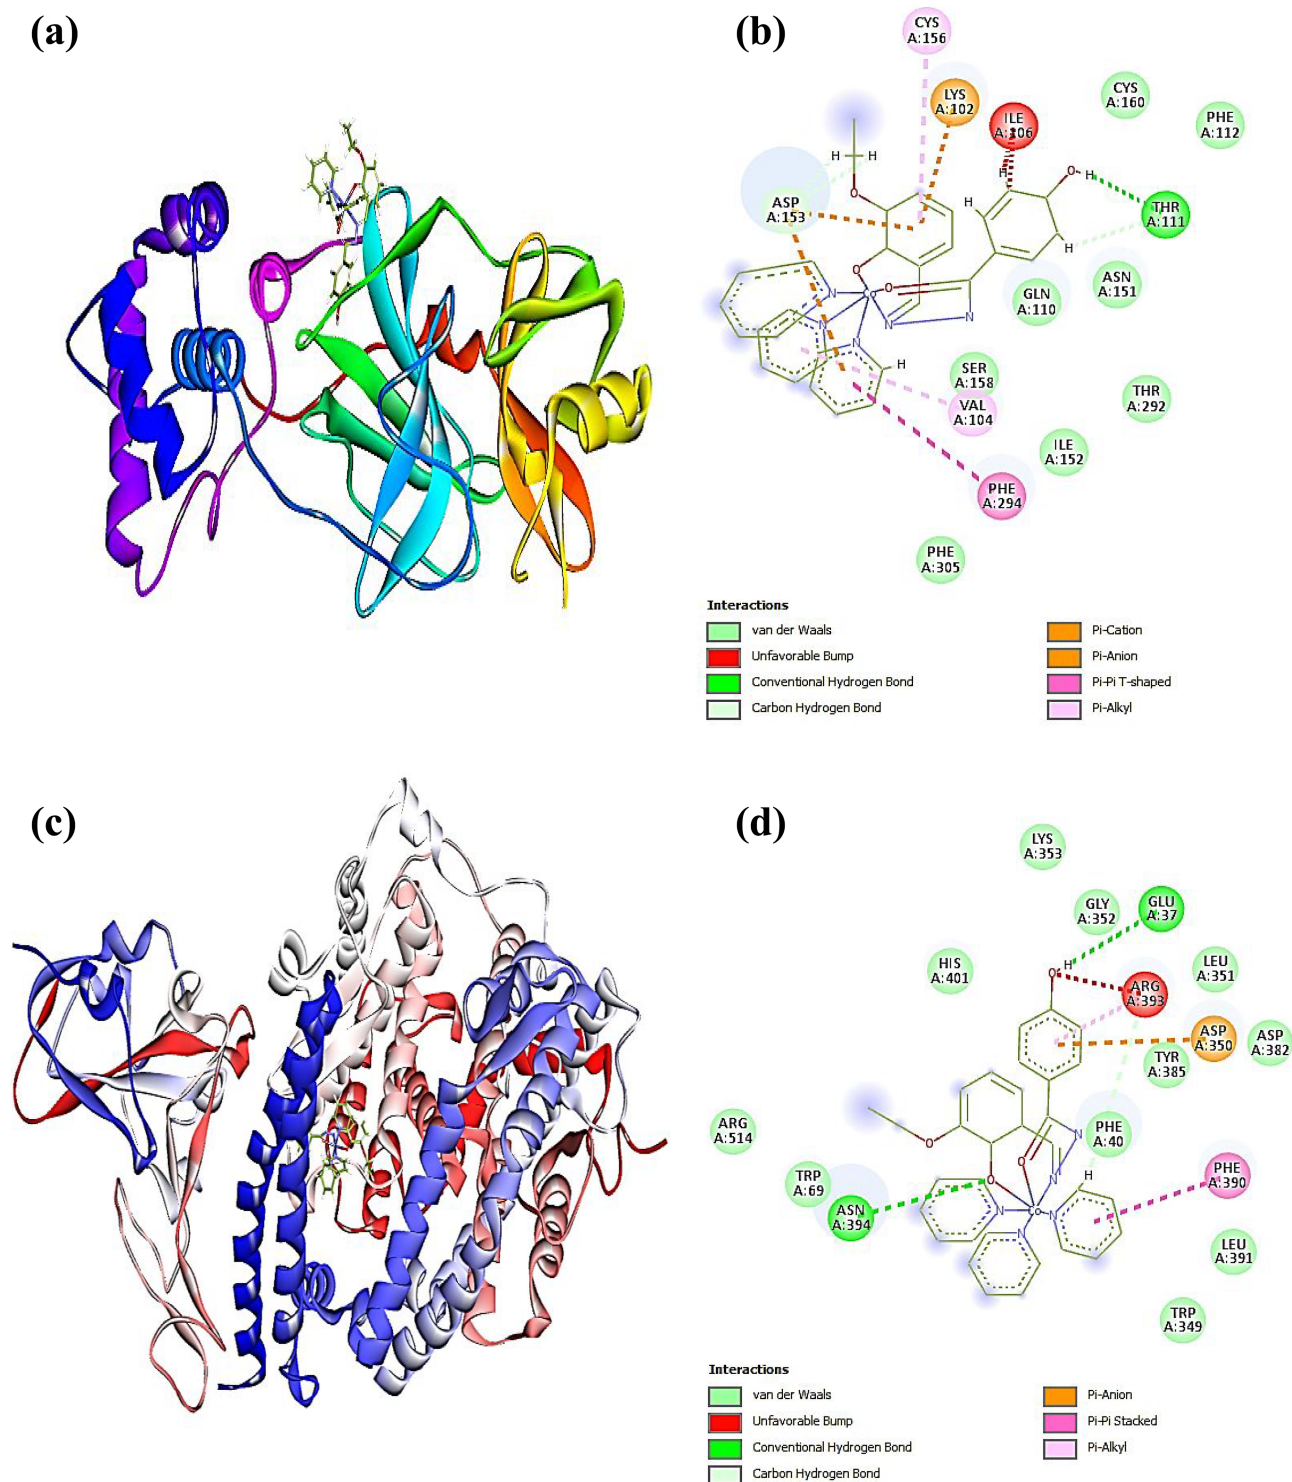 (a)
(b)
CYS
A:156
LYS
A:102
ILE
A:106
CYS
A:160
PHE
A:112
H
H
O
O
H
H
H
H
ASP
A:153
THR
A:111
O
O
Co
N
N
N
N
N
GLN
A:110
ASN
A:151
H
SER
A:158
VAL
A:104
THR
A:292
ILE
A:152
PHE
A:294
PHE
A:305
Interactions
van der Waals
Unfavorable Bump
Conventional Hydrogen Bond
Carbon Hydrogen Bond
Pi-Cation
Pi-Anion
Pi-Pi T-shaped
Pi-Alkyl
(c)
(d)
LYS
A:353
GLY
A:352
GLU
A:37
HIS
A:401
O
H
ARG
A:393
LEU
A:351
ASP
A:350
ASP
A:382
TYR
A:385
ARG
A:514
O
PHE
A:40
N
O
N
H
TRP
A:69
ASN
A:394
O
PHE
A:390
N
Co
N
N
LEU
A:391
TRP
A:349
Interactions
van der Waals
Unfavorable Bump
Conventional Hydrogen Bond
Carbon Hydrogen Bond
Pi-Anion
Pi-Pi Stacked
Pi-Alkyl